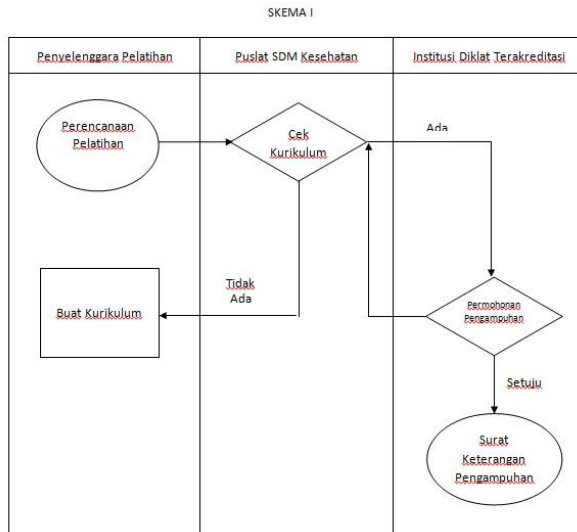 SKEMA I
Penyelenggara Pelatihan
Puslat SDM Kesehatan
Institusi Diklat Terakreditasi
Perencanaan
Pelatihan
Cek
Kurikulum
Ada
Tidak
Ada
Buat Kurikulum
Permohonan
Pengampuhan
Setuju
Surat
Keterangan
Pengampuhan